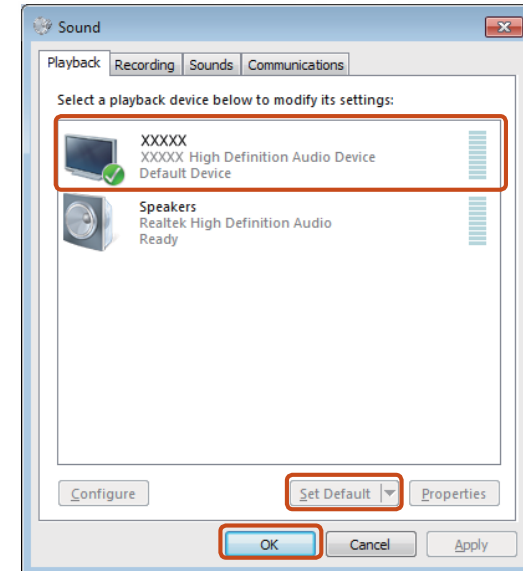 Sound
Playback Recording Sounds Communications
Select a playback device below to modify its settings:
XXXXX
XXXXX High Definition Audio Device
Default Device
Speakers
Realtek High Definition Audio
Ready
Configure Set Default Properties
OK Cancel Apply